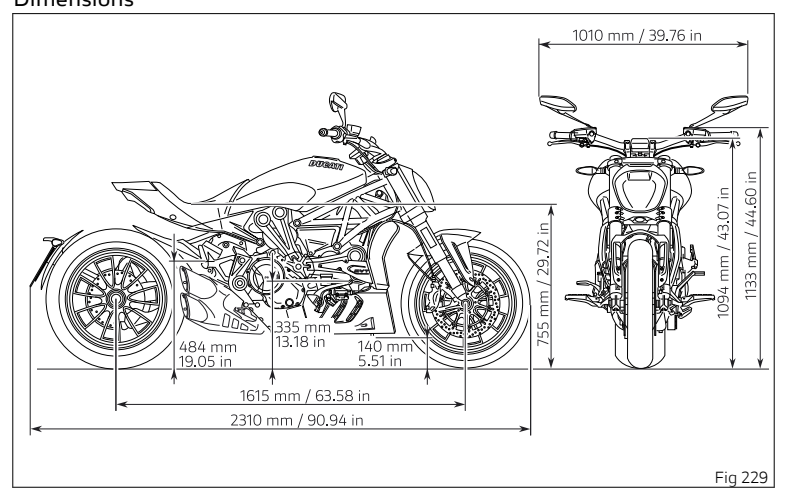 Dimensions
1010 mm / 39.76 in
DUCATI
755 mm / 29.72 in
1094 mm / 43.07 in
1133 mm / 44.60 in
335 mm
13.18 in
484 mm
19.05 in
140 mm
5.51 in
1615 mm / 63.58 in
2310 mm / 90.94 in
Fig 229